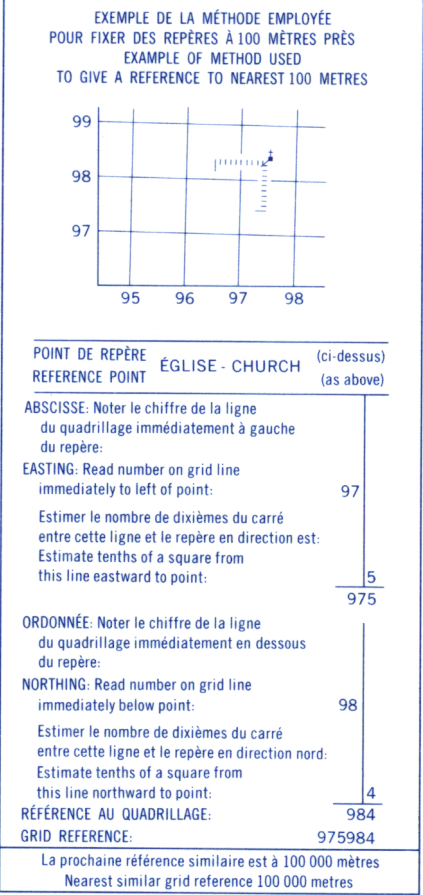 EXEMPLE DE LA MÉTHODE EMPLOYÉE
POUR FIXER DES REPÈRES À 100 MÈTRES PRÈS
EXAMPLE OF METHOD USED
TO GIVE A REFERENCE TO NEAREST 100 METRES
99
98
97
95 96 97 98
POINT DE REPÈRE
REFERENCE POINT
ÉGLISE - CHURCH
(ci-dessus)
(as above)
ABSCISSE: Noter le chiffre de la ligne
du quadrillage immédiatement à gauche
du repère:
EASTING: Read number on grid line
immediately to left of point: 97
Estimer le nombre de dixièmes du carré
entre cette ligne et le repère en direction est:
Estimate tenths of a square from
this line eastward to point: 5
975
ORDONNÉE: Noter le chiffre de la ligne
du quadrillage immédiatement en dessous
du repère:
NORTHING: Read number on grid line
immediately below point: 98
Estimer le nombre de dixièmes du carré
entre cette ligne et le repère en direction nord:
Estimate tenths of a square from
this line northward to point: 4
RÉFÉRENCE AU QUADRILLAGE: 984
GRID REFERENCE: 975984
La prochaine référence similaire est à 100 000 mètres
Nearest similar grid reference 100 000 metres